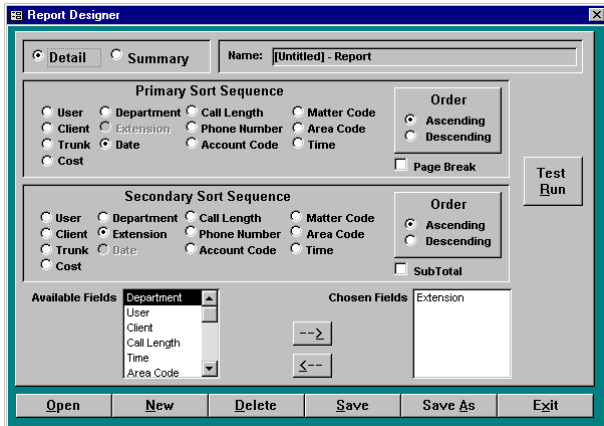 Report Designer
Detail Summary Name: [Untitled] - Report
Primary Sort Sequence
User Department Call Length Matter Code
Client Extension Phone Number Area Code
Trunk Date Account Code Time
Cost
Order
Ascending
Descending
Page Break
Test
Run
Secondary Sort Sequence
User Department Call Length Matter Code
Client Extension Phone Number Area Code
Trunk Date Account Code Time
Cost
Order
Ascending
Descending
SubTotal
Available Fields
Department
User
Client
Call Length
Time
Area Code
-->
<--
Chosen Fields
Extension
Open New Delete Save Save As Exit